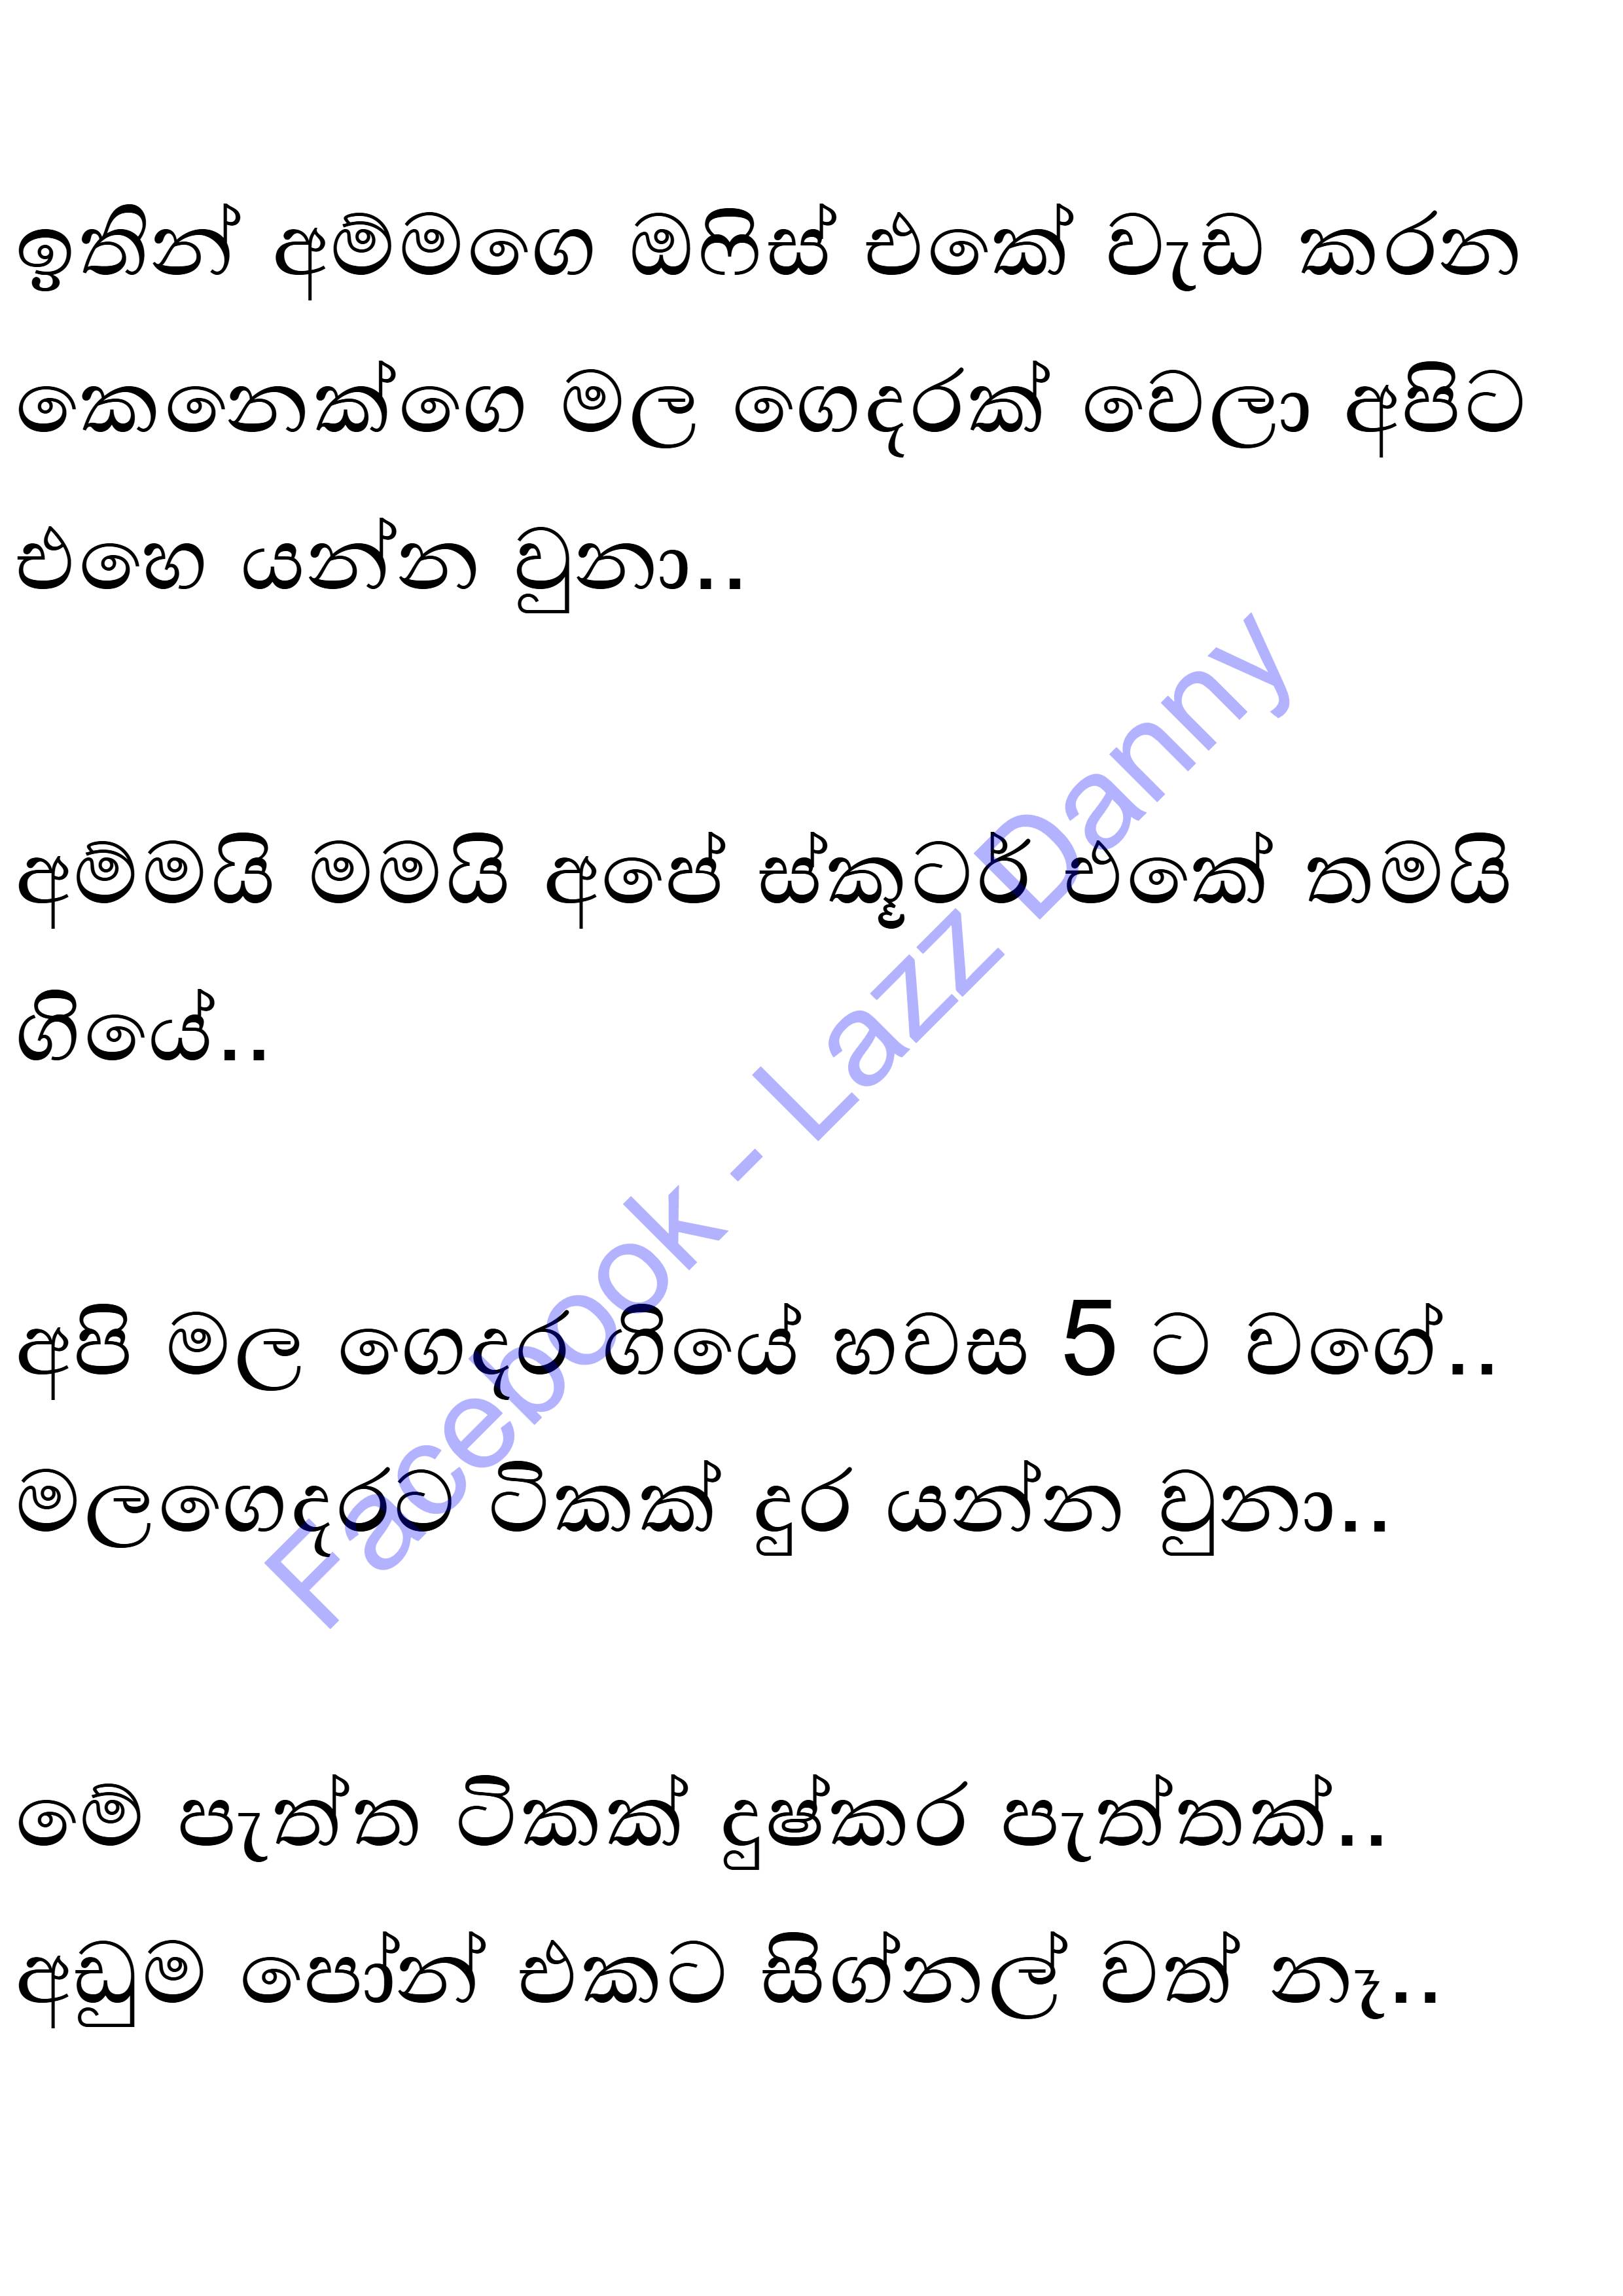 ඉතින් අම්මගෙ ඔෆිස් එකේ වැඩ කරන
කෙනෙක්ගෙ මල ගෙදරක් වෙලා අපිට
එහෙ යන්න වුනා..
අම්මයි මමයි අපේ ස්කූටර් එකේ තමයි
ගියේ..
අපි මල ගෙදර ගියේ හවස 5 ට වගේ..
මලගෙදරට ටිකක් දුර යන්න වුනා..
මේ පැත්ත ටිකක් දුෂ්කර පැත්තක්..
අඩුම පෝන් එකට සිග්නල් වත් නෑ..
Facebook - Lazz Danny